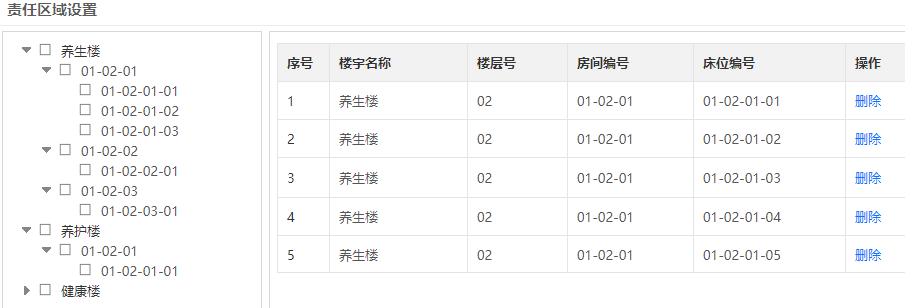 责任区域设置
养生楼
01-02-01
01-02-01-01
01-02-01-02
01-02-01-03
01-02-02
01-02-02-01
01-02-03
01-02-03-01
养护楼
01-02-01
01-02-01-01
健康楼
序号 楼宇名称 楼层号 房间编号 床位编号 操作
1 养生楼 02 01-02-01 01-02-01-01 删除
2 养生楼 02 01-02-01 01-02-01-02 删除
3 养生楼 02 01-02-01 01-02-01-03 删除
4 养生楼 02 01-02-01 01-02-01-04 删除
5 养生楼 02 01-02-01 01-02-01-05 删除